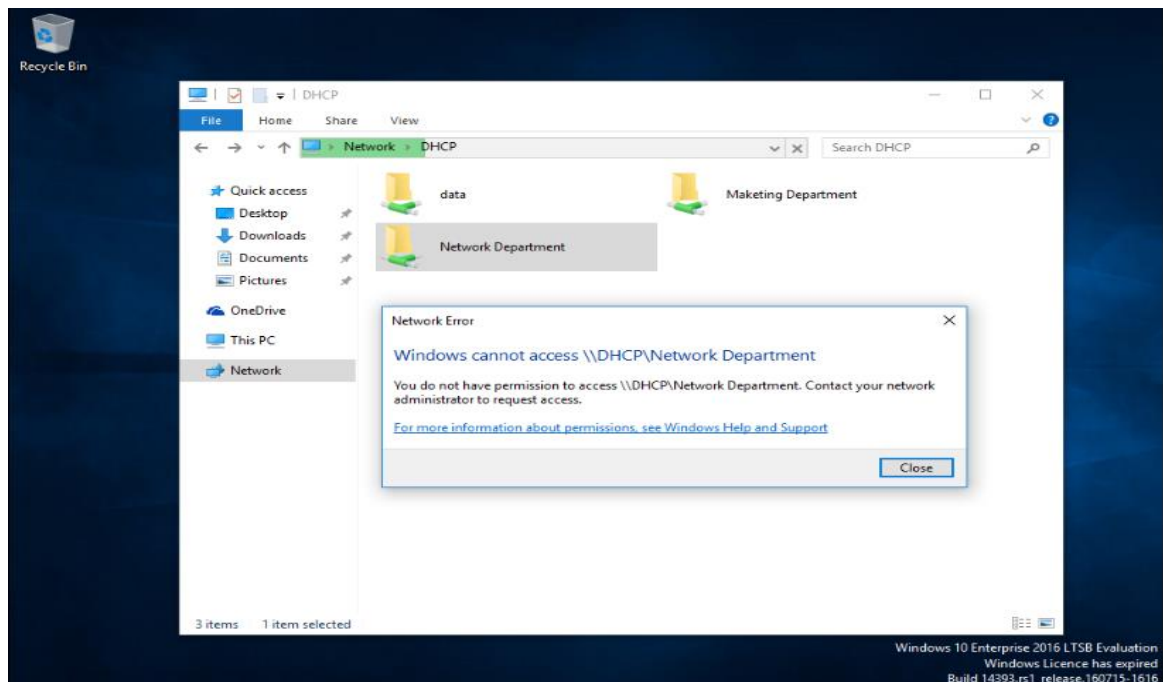 Recycle Bin
DHCP
File Home Share View
Network DHCP
Search DHCP
Quick access
Desktop
Downloads
Documents
Pictures
OneDrive
This PC
Network
data
Maketing Department
Network Department
Network Error
Windows cannot access \\DHCP\Network Department
You do not have permission to access \\DHCP\Network Department. Contact your network
administrator to request access.
For more information about permissions, see Windows Help and Support
Close
3 items 1 item selected
Windows 10 Enterprise 2016 LTSB Evaluation
Windows Licence has expired
Build 14393.rs1_release.160715-1616